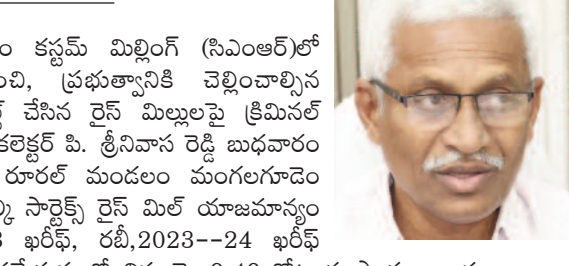 ం కస్టమ్ మిల్లింగ్ (సిఎంఆర్)లో
ంచి, ప్రభుత్వానికి చెల్లించాల్సిన
చేసిన రైస్ మిల్లులపై క్రిమినల్
కలెక్టర్ పి. శ్రీనివాస రెడ్డి బుధవారం
రూరల్ మండలం మంగలగూడెం
సార్టెక్స్ రైస్ మిల్ యాజమాన్యం
ఖరీఫ్, రబీ,2023--24 ఖరీఫ్